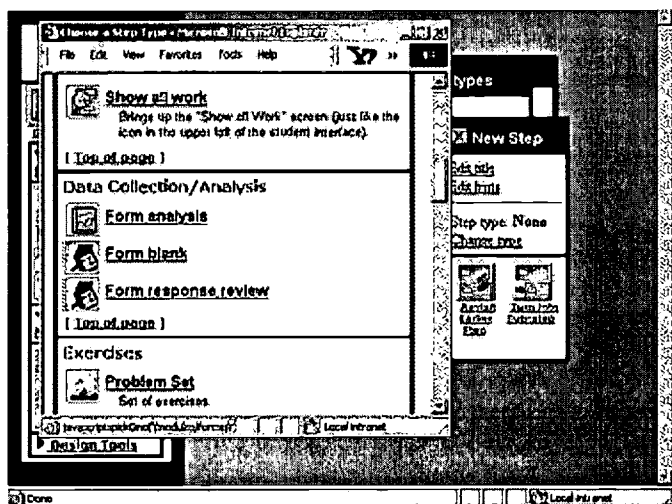 Choose a Step Type - Microsoft Internet Explorer
File Edit View Favorites Tools Help
Show all work
Brings up the "Show all Work" screen (just like the
icon in the upper left of the student interface).
[ Top of page ]
Data Collection/Analysis
Form analysis
Form blank
Form response review
[ Top of page ]
Exercises
Problem Set
Set of exercises.
Local intranet
types
New Step
Edit title
Edit hints
Step type: None
Change type
Design Tools
Done
Local intranet